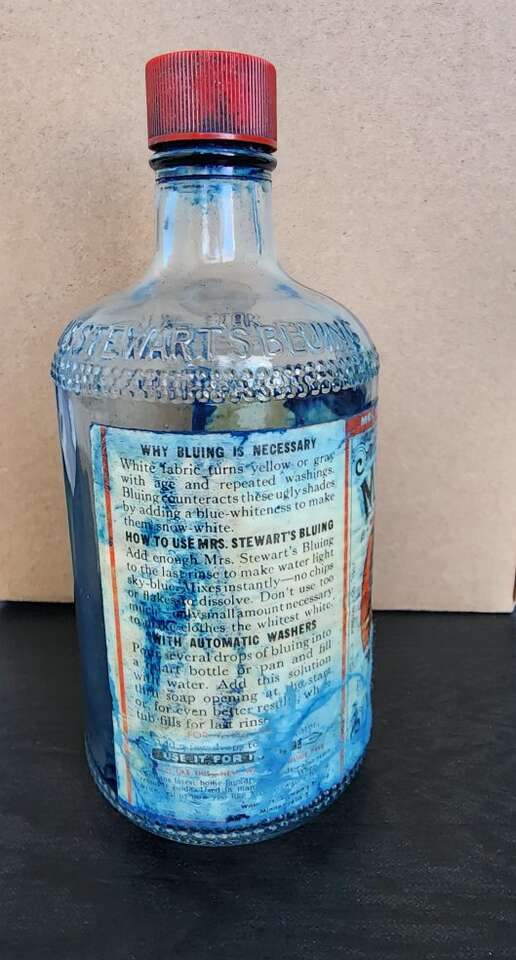 STEWART'S BLUING
WHY BLUING IS NECESSARY
White fabric turns yellow or gray
with age and repeated washings.
Bluing counteracts these ugly shades
by adding a blue-whiteness to make
them snow-white.
HOW TO USE MRS. STEWART'S BLUING
Add enough Mrs. Stewart's Bluing
to the last rinse to make water light
sky-blue. Mixes instantly—no chips
or flakes to dissolve. Don't use too
much, only small amount necessary
to make clothes the whitest white.
WITH AUTOMATIC WASHERS
Pour several drops of bluing into
a quart bottle or pan and fill
with water. Add this solution
thru soap opening at the start
or, for even better results, when
tub fills for last rinse.
FOR
USE IT FOR